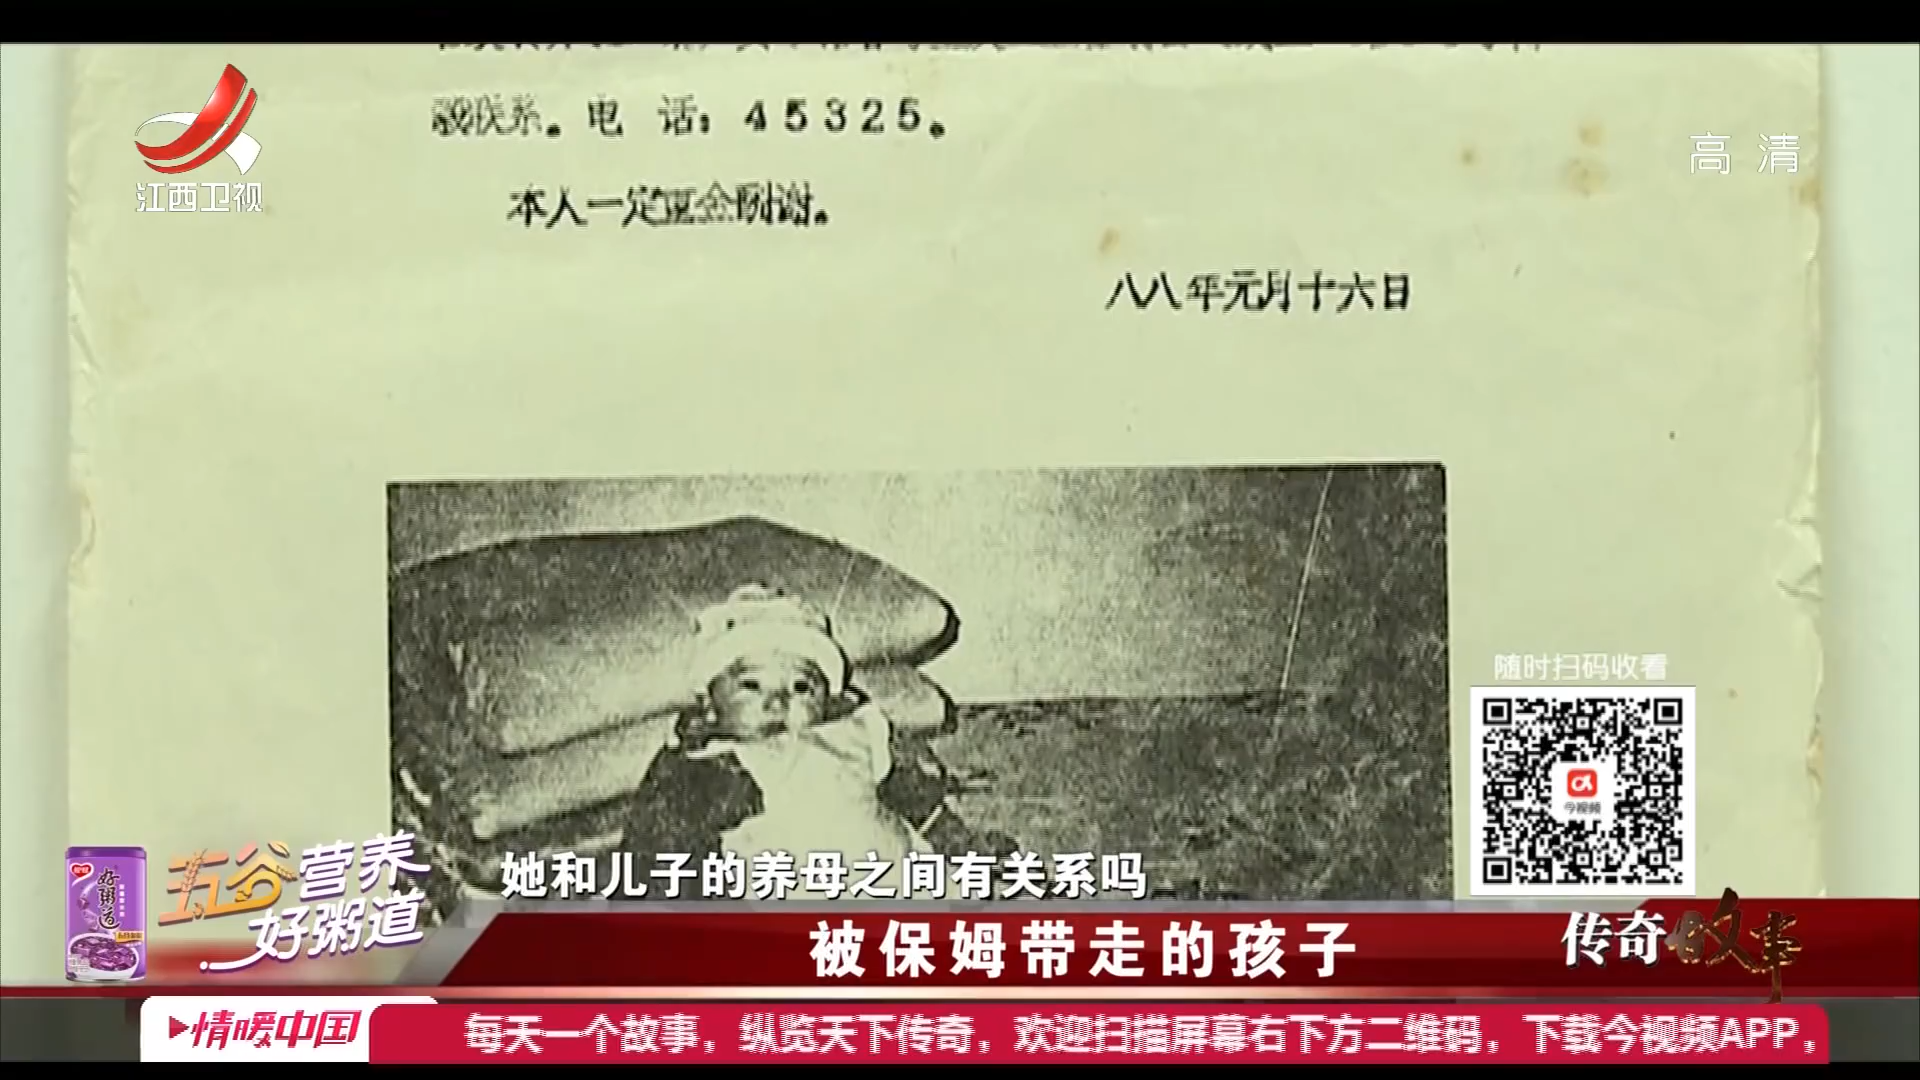 联系。电 话：45325。
本人一定重金酬谢。
八八年元月十六日
江西卫视
高 清
随时扫码收看
今视频
好粥道
五谷营养
好粥道
她和儿子的养母之间有关系吗
被保姆带走的孩子
传奇故事
情暖中国
每天一个故事，纵览天下传奇，欢迎扫描屏幕右下方二维码，下载今视频APP，